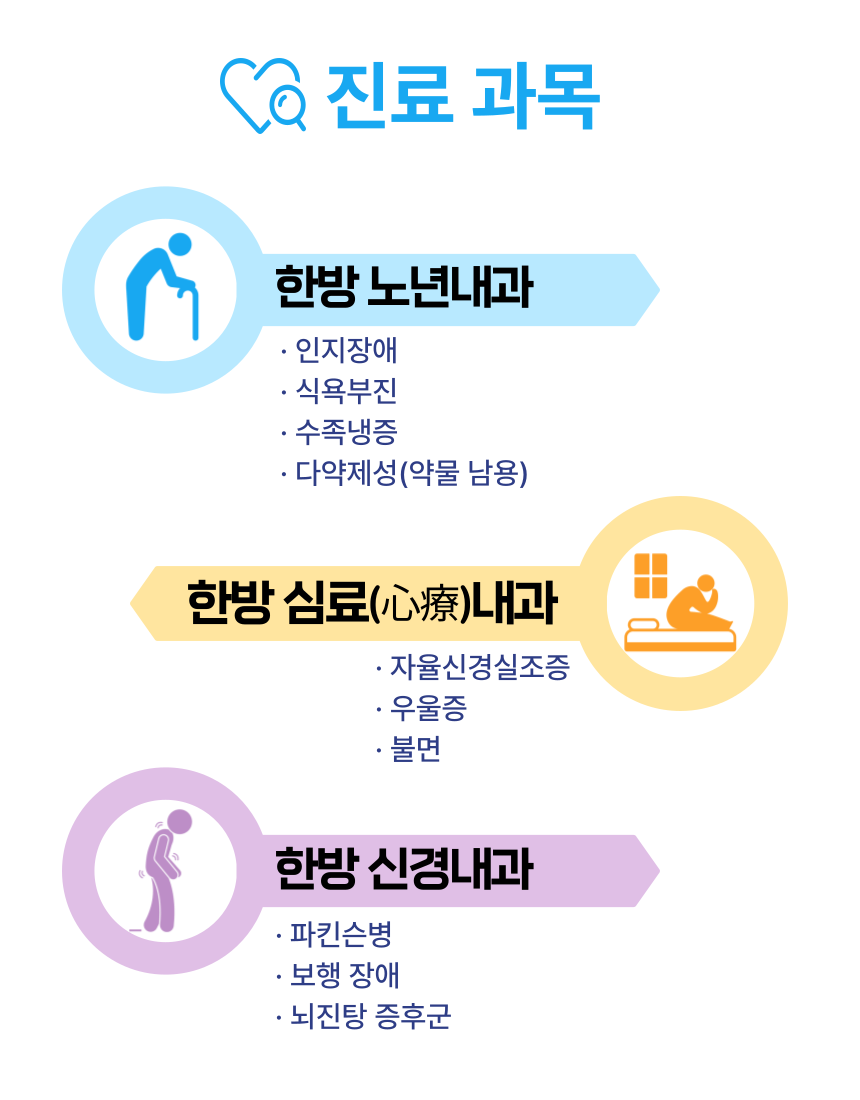 진료 과목
한방 노년내과
· 인지장애
· 식욕부진
· 수족냉증
· 다약제성(약물 남용)
한방 심료(心療)내과
· 자율신경실조증
· 우울증
· 불면
한방 신경내과
· 파킨슨병
· 보행 장애
· 뇌진탕 증후군